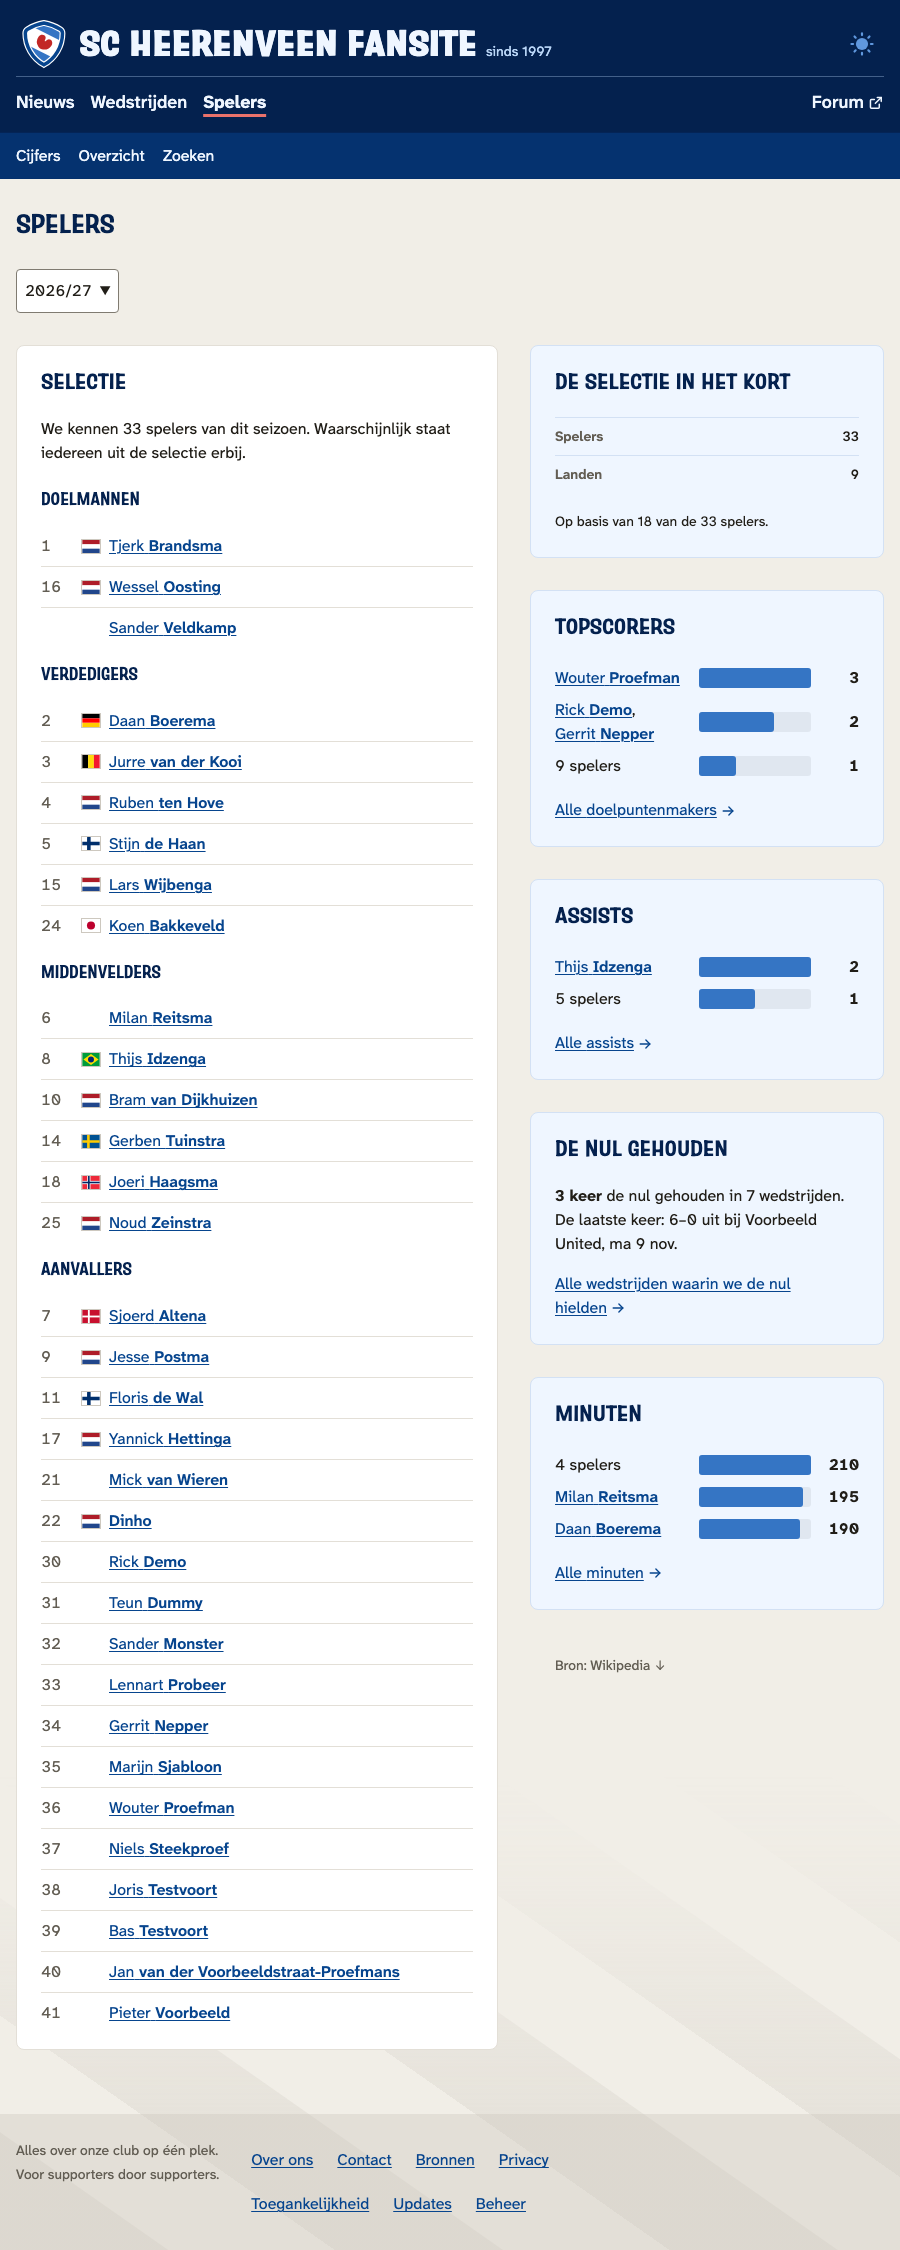 SC HEERENVEEN FANSITE sinds 1997
Nieuws Wedstrijden Spelers Forum
Cijfers Overzicht Zoeken
SPELERS
2026/27 ▼
SELECTIE
We kennen 33 spelers van dit seizoen. Waarschijnlijk staat
iedereen uit de selectie erbij.
DOELMANNEN
1 Tjerk Brandsma
16 Wessel Oosting
Sander Veldkamp
VERDEDIGERS
2 Daan Boerema
3 Jurre van der Kooi
4 Ruben ten Hove
5 Stijn de Haan
15 Lars Wijbenga
24 Koen Bakkeveld
MIDDENVELDERS
6 Milan Reitsma
8 Thijs Idzenga
10 Bram van Dijkhuizen
14 Gerben Tuinstra
18 Joeri Haagsma
25 Noud Zeinstra
AANVALLERS
7 Sjoerd Altena
9 Jesse Postma
11 Floris de Wal
17 Yannick Hettinga
21 Mick van Wieren
22 Dinho
30 Rick Demo
31 Teun Dummy
32 Sander Monster
33 Lennart Probeer
34 Gerrit Nepper
35 Marijn Sjabloon
36 Wouter Proefman
37 Niels Steekproef
38 Joris Testvoort
39 Bas Testvoort
40 Jan van der Voorbeeldstraat-Proefmans
41 Pieter Voorbeeld
DE SELECTIE IN HET KORT
Spelers 33
Landen 9
Op basis van 18 van de 33 spelers.
TOPSCORERS
Wouter Proefman 3
Rick Demo,
Gerrit Nepper 2
9 spelers 1
Alle doelpuntenmakers →
ASSISTS
Thijs Idzenga 2
5 spelers 1
Alle assists →
DE NUL GEHOUDEN
3 keer de nul gehouden in 7 wedstrijden.
De laatste keer: 6–0 uit bij Voorbeeld
United, ma 9 nov.
Alle wedstrijden waarin we de nul
hielden →
MINUTEN
4 spelers 210
Milan Reitsma 195
Daan Boerema 190
Alle minuten →
Bron: Wikipedia ↓
Alles over onze club op één plek.
Voor supporters door supporters.
Over ons Contact Bronnen Privacy
Toegankelijkheid Updates Beheer